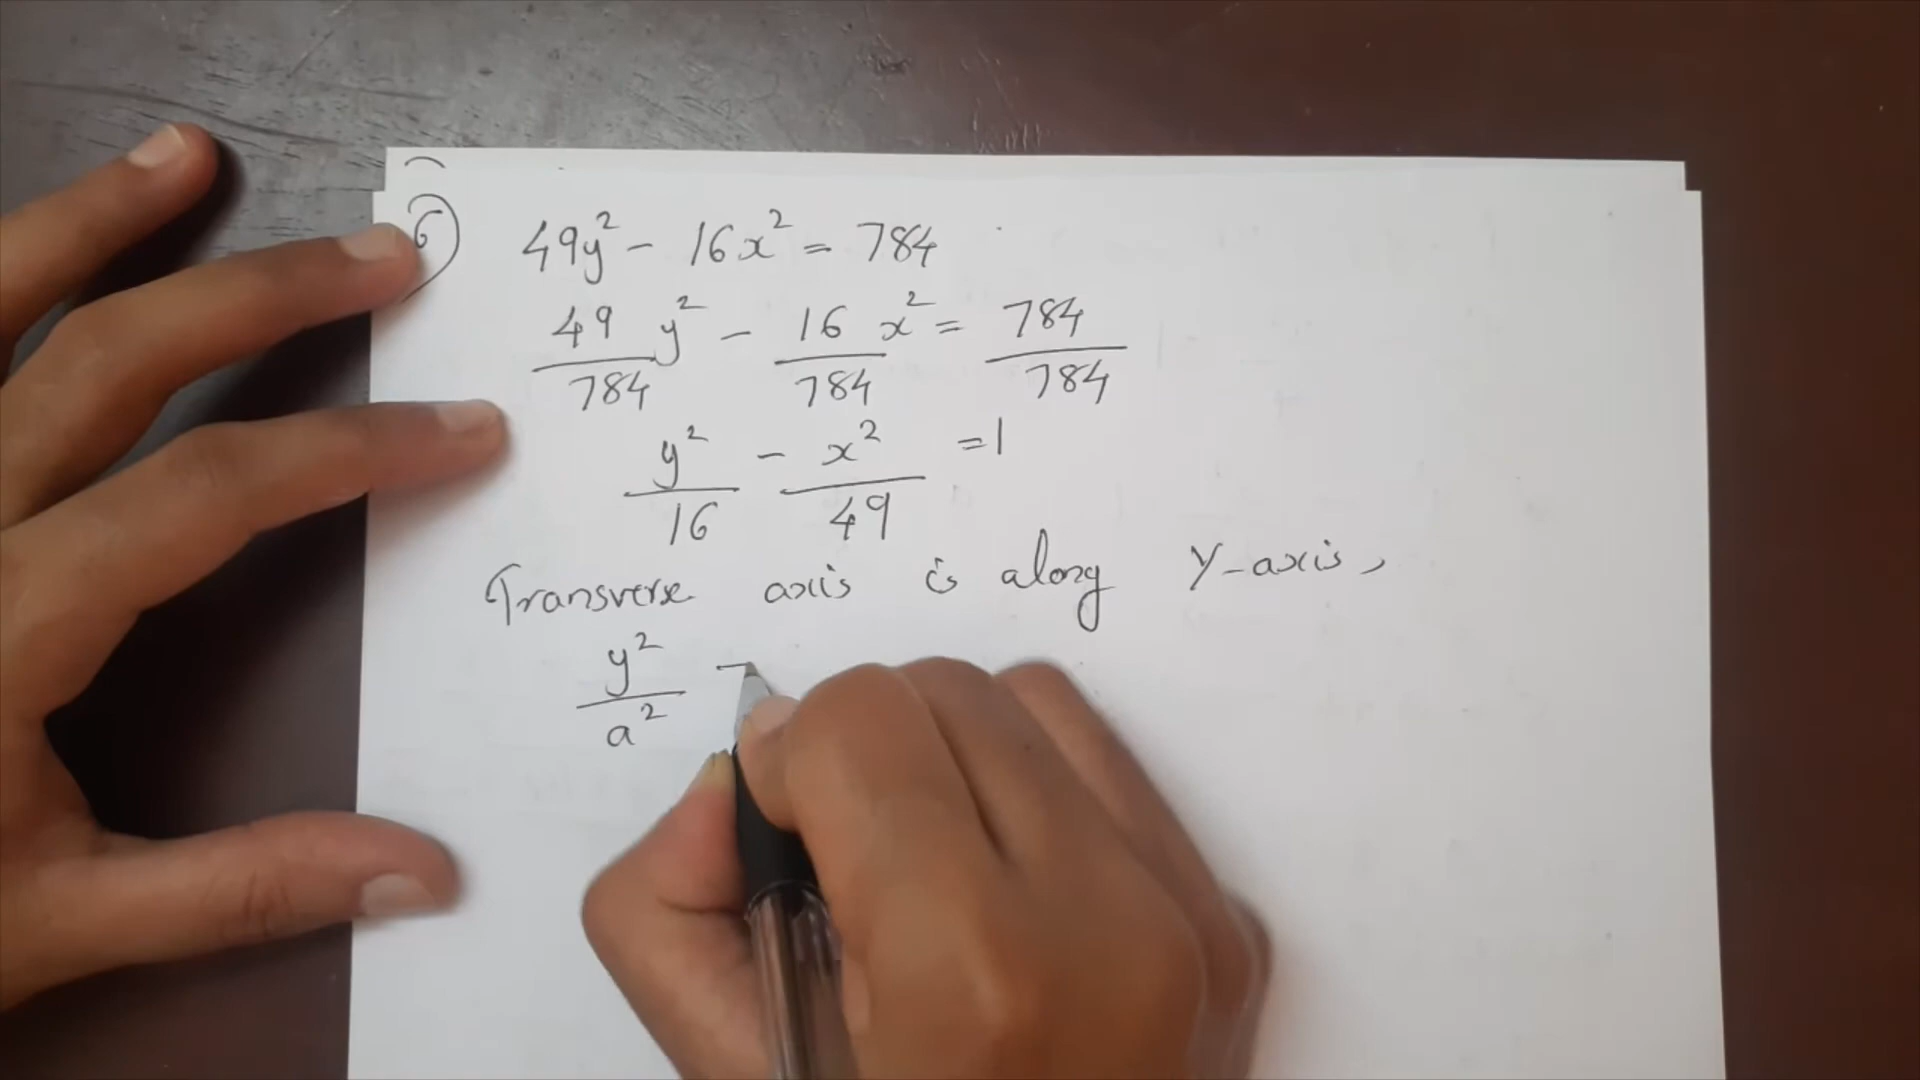 6 49y² - 16x² = 784
49/784 y² - 16/784 x² = 784/784
y²/16 - x²/49 = 1
Transverse axis is along Y-axis,
y²/a² -